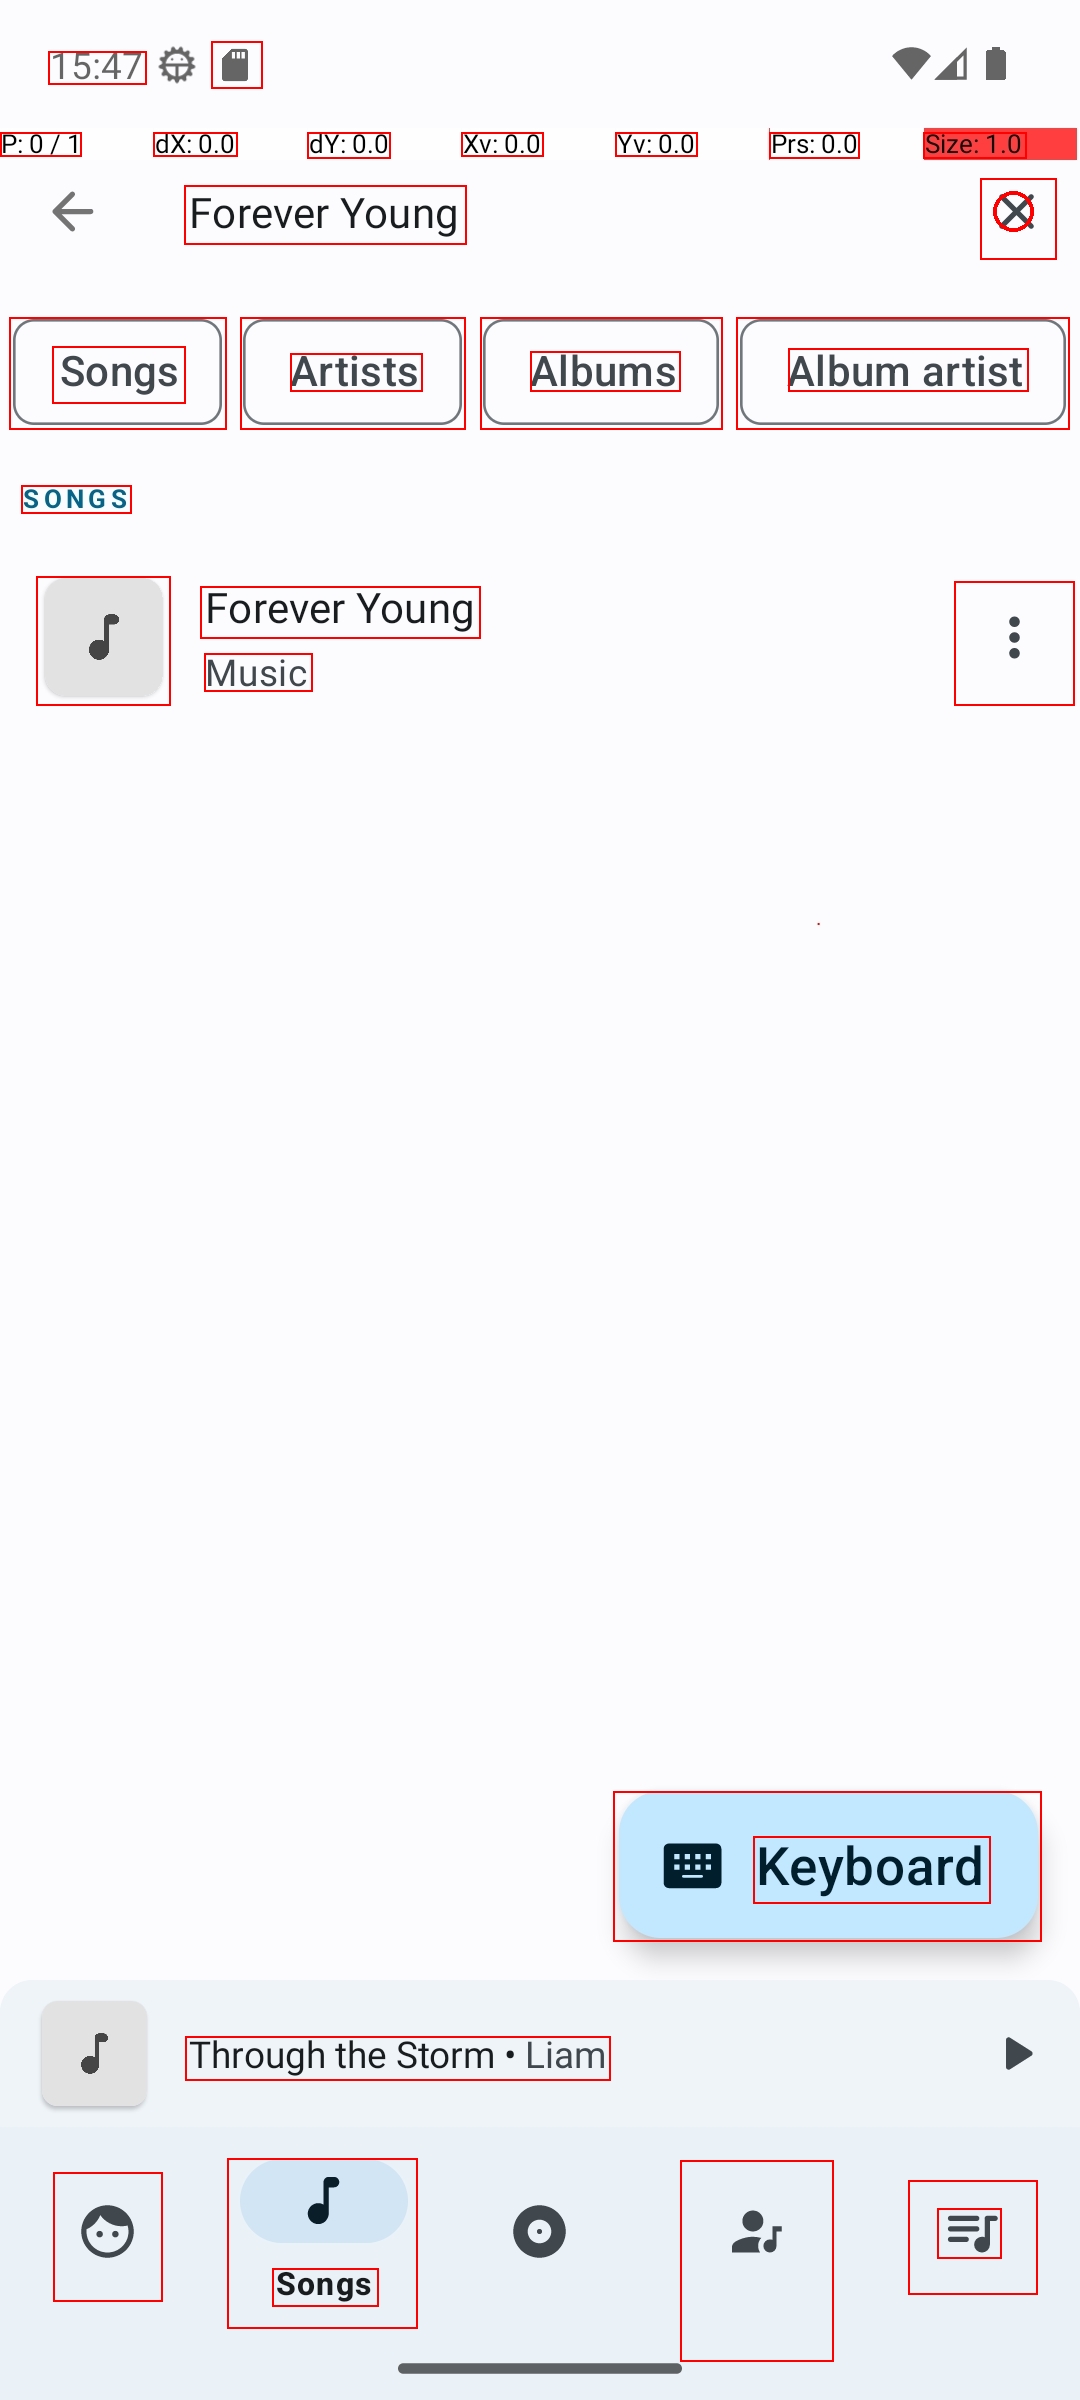 15:47
P: 0 / 1 dX: 0.0 dY: 0.0 Xv: 0.0 Yv: 0.0 Prs: 0.0 Size: 1.0
Forever Young
Songs Artists Albums Album artist
SONGS
Forever Young
Music
Keyboard
Through the Storm • Liam
Songs